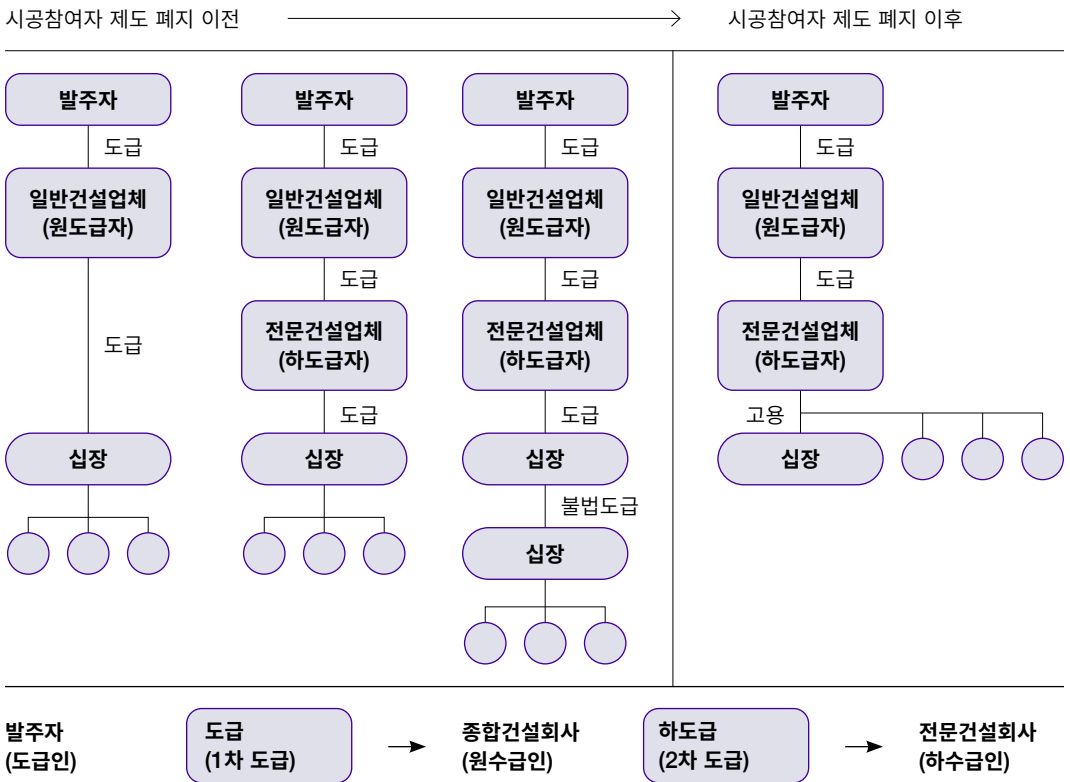 시공참여자 제도 폐지 이전
시공참여자 제도 폐지 이후
발주자
도급
일반건설업체
(원도급자)
도급
십장
발주자
도급
일반건설업체
(원도급자)
도급
전문건설업체
(하도급자)
도급
십장
발주자
도급
일반건설업체
(원도급자)
도급
전문건설업체
(하도급자)
도급
십장
불법도급
십장
발주자
도급
일반건설업체
(원도급자)
도급
전문건설업체
(하도급자)
고용
십장
발주자
(도급인)
도급
(1차 도급)
종합건설회사
(원수급인)
하도급
(2차 도급)
전문건설회사
(하수급인)